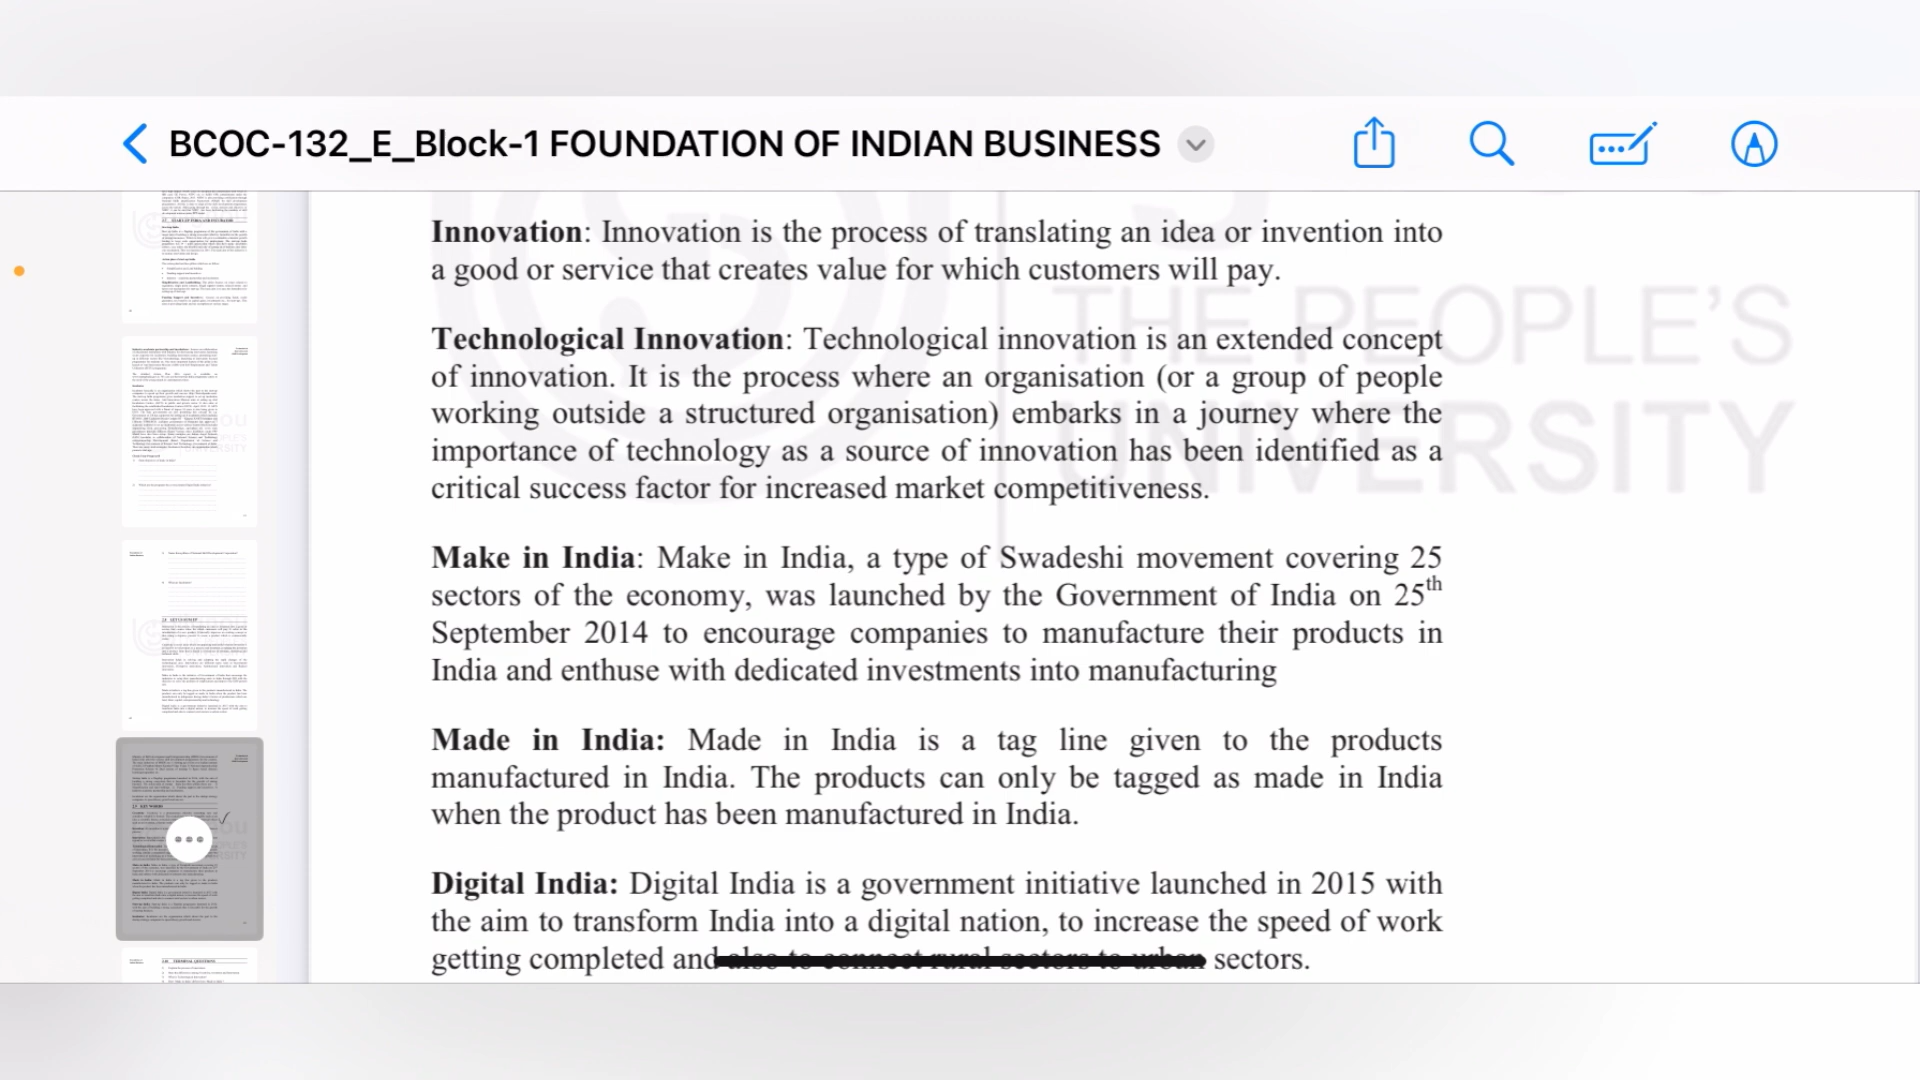 BCOC-132_E_Block-1 FOUNDATION OF INDIAN BUSINESS
Innovation: Innovation is the process of translating an idea or invention into
a good or service that creates value for which customers will pay.
THE PEOPLE'S
UNIVERSITY
Technological Innovation: Technological innovation is an extended concept
of innovation. It is the process where an organisation (or a group of people
working outside a structured organisation) embarks in a journey where the
importance of technology as a source of innovation has been identified as a
critical success factor for increased market competitiveness.
Make in India: Make in India, a type of Swadeshi movement covering 25
sectors of the economy, was launched by the Government of India on 25th
September 2014 to encourage companies to manufacture their products in
India and enthuse with dedicated investments into manufacturing
Made in India: Made in India is a tag line given to the products
manufactured in India. The products can only be tagged as made in India
when the product has been manufactured in India.
Digital India: Digital India is a government initiative launched in 2015 with
the aim to transform India into a digital nation, to increase the speed of work
getting completed and also to connect rural sectors to urban sectors.